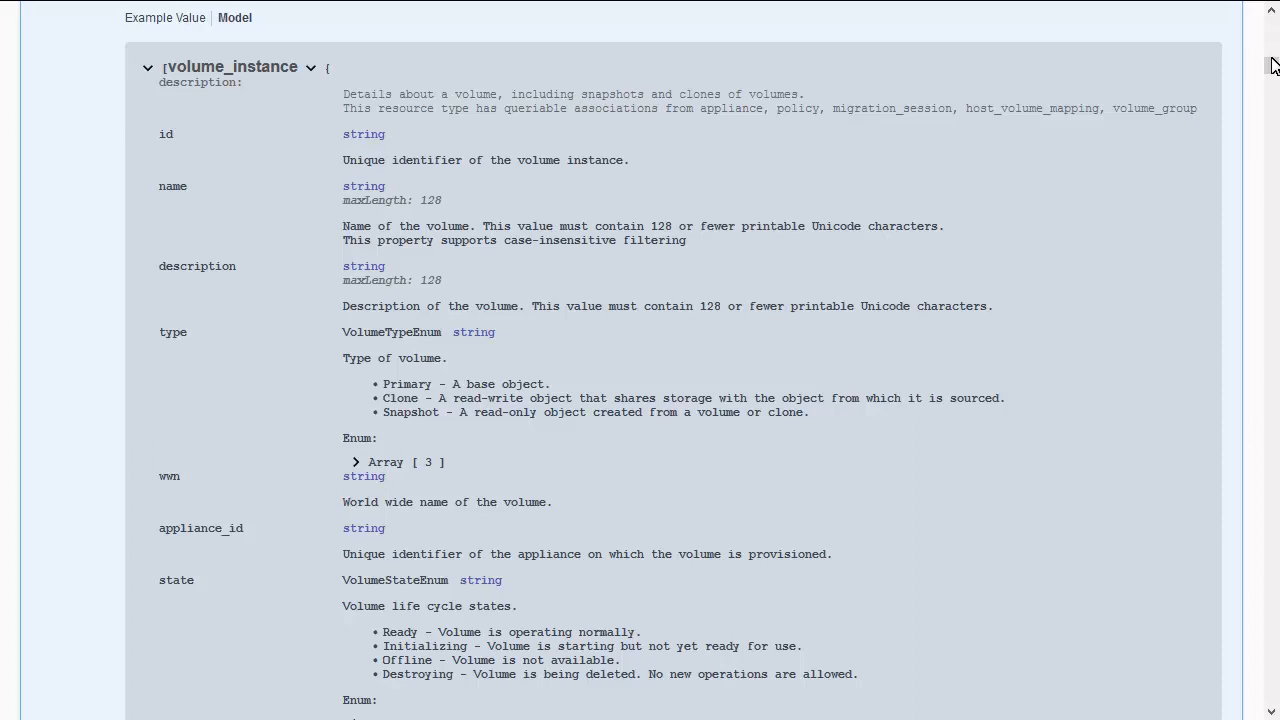 Example Value Model
[volume_instance {
description:
Details about a volume, including snapshots and clones of volumes.
This resource type has queriable associations from appliance, policy, migration_session, host_volume_mapping, volume_group
id string
Unique identifier of the volume instance.
name string
maxLength: 128
Name of the volume. This value must contain 128 or fewer printable Unicode characters.
This property supports case-insensitive filtering
description string
maxLength: 128
Description of the volume. This value must contain 128 or fewer printable Unicode characters.
type VolumeTypeEnum string
Type of volume.
• Primary - A base object.
• Clone - A read-write object that shares storage with the object from which it is sourced.
• Snapshot - A read-only object created from a volume or clone.
Enum:
Array [ 3 ]
wwn string
World wide name of the volume.
appliance_id string
Unique identifier of the appliance on which the volume is provisioned.
state VolumeStateEnum string
Volume life cycle states.
• Ready - Volume is operating normally.
• Initializing - Volume is starting but not yet ready for use.
• Offline - Volume is not available.
• Destroying - Volume is being deleted. No new operations are allowed.
Enum: